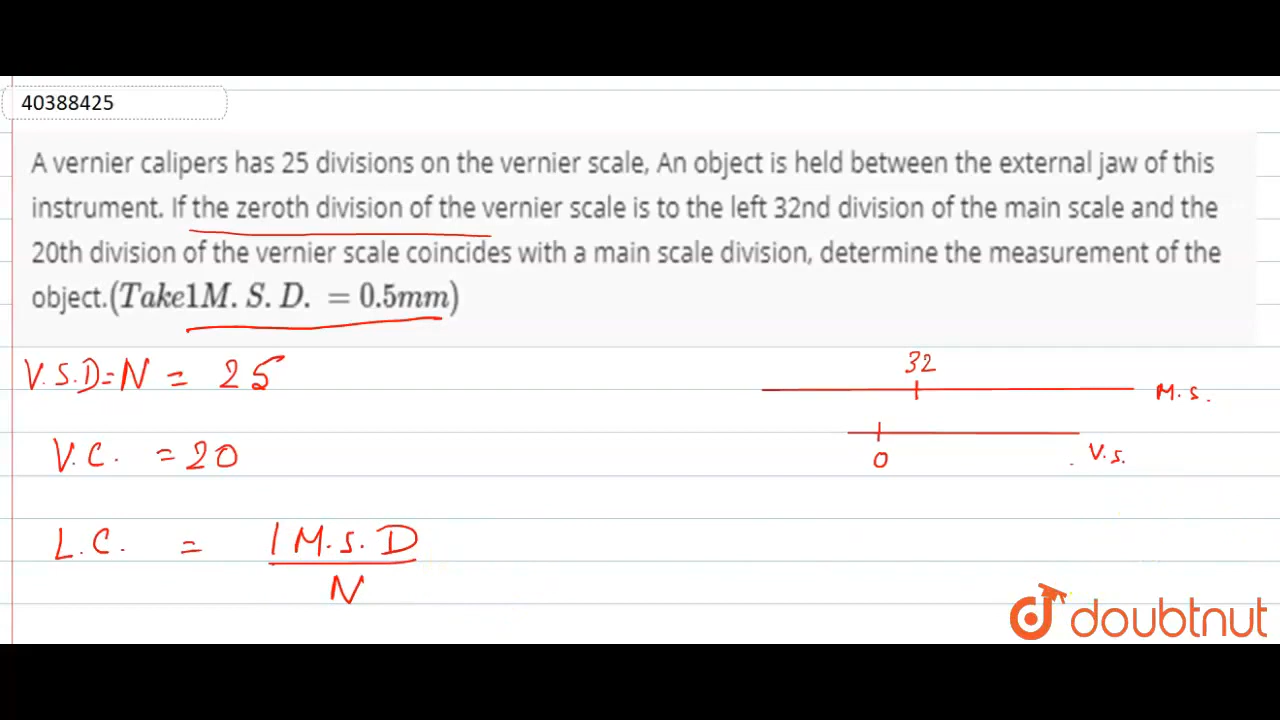 40388425
A vernier calipers has 25 divisions on the vernier scale, An object is held between the external jaw of this
instrument. If the zeroth division of the vernier scale is to the left 32nd division of the main scale and the
20th division of the vernier scale coincides with a main scale division, determine the measurement of the
object.(Take1M. S. D. = 0.5mm)
V.S.D=N = 25
32
M.S.
V.C. = 20
0
V.S.
L.C. = 1M.S.D
N
doubtnut